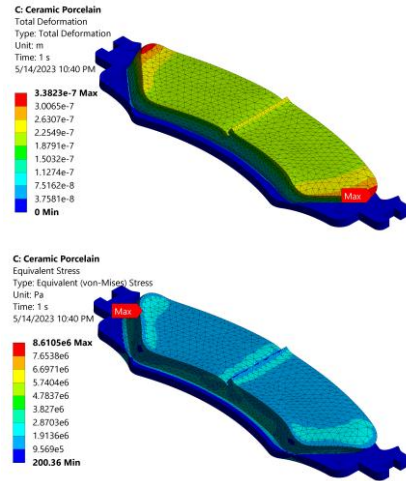 C: Ceramic Porcelain
Total Deformation
Type: Total Deformation
Unit: m
Time: 1 s
5/14/2023 10:40 PM
3.3823e-7 Max
3.0065e-7
2.6307e-7
2.2549e-7
1.8791e-7
1.5032e-7
1.1274e-7
7.5162e-8
3.7581e-8
0 Min
Max
C: Ceramic Porcelain
Equivalent Stress
Type: Equivalent (von-Mises) Stress
Unit: Pa
Time: 1 s
5/14/2023 10:40 PM
Max
8.6105e6 Max
7.6538e6
6.6971e6
5.7404e6
4.7837e6
3.827e6
2.8703e6
1.9136e6
9.569e5
200.36 Min